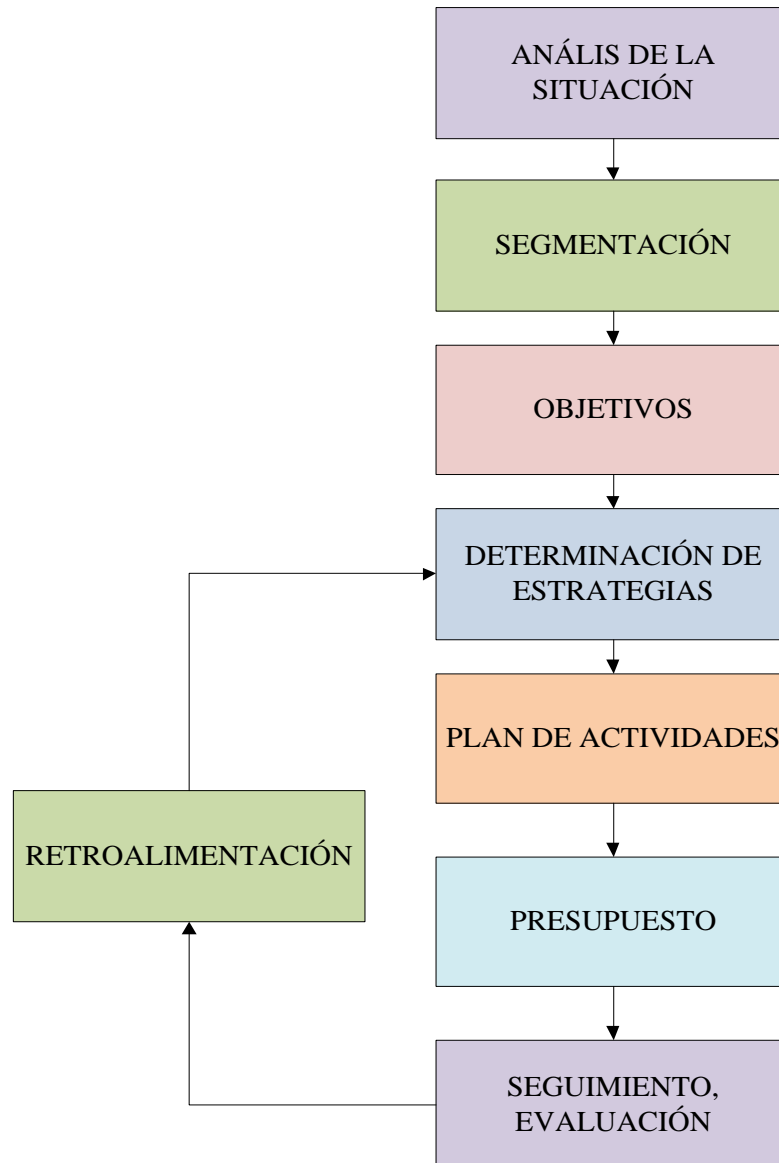 ANÁLIS DE LA
SITUACIÓN
SEGMENTACIÓN
OBJETIVOS
DETERMINACIÓN DE
ESTRATEGIAS
PLAN DE ACTIVIDADES
RETROALIMENTACIÓN
PRESUPUESTO
SEGUIMIENTO,
EVALUACIÓN